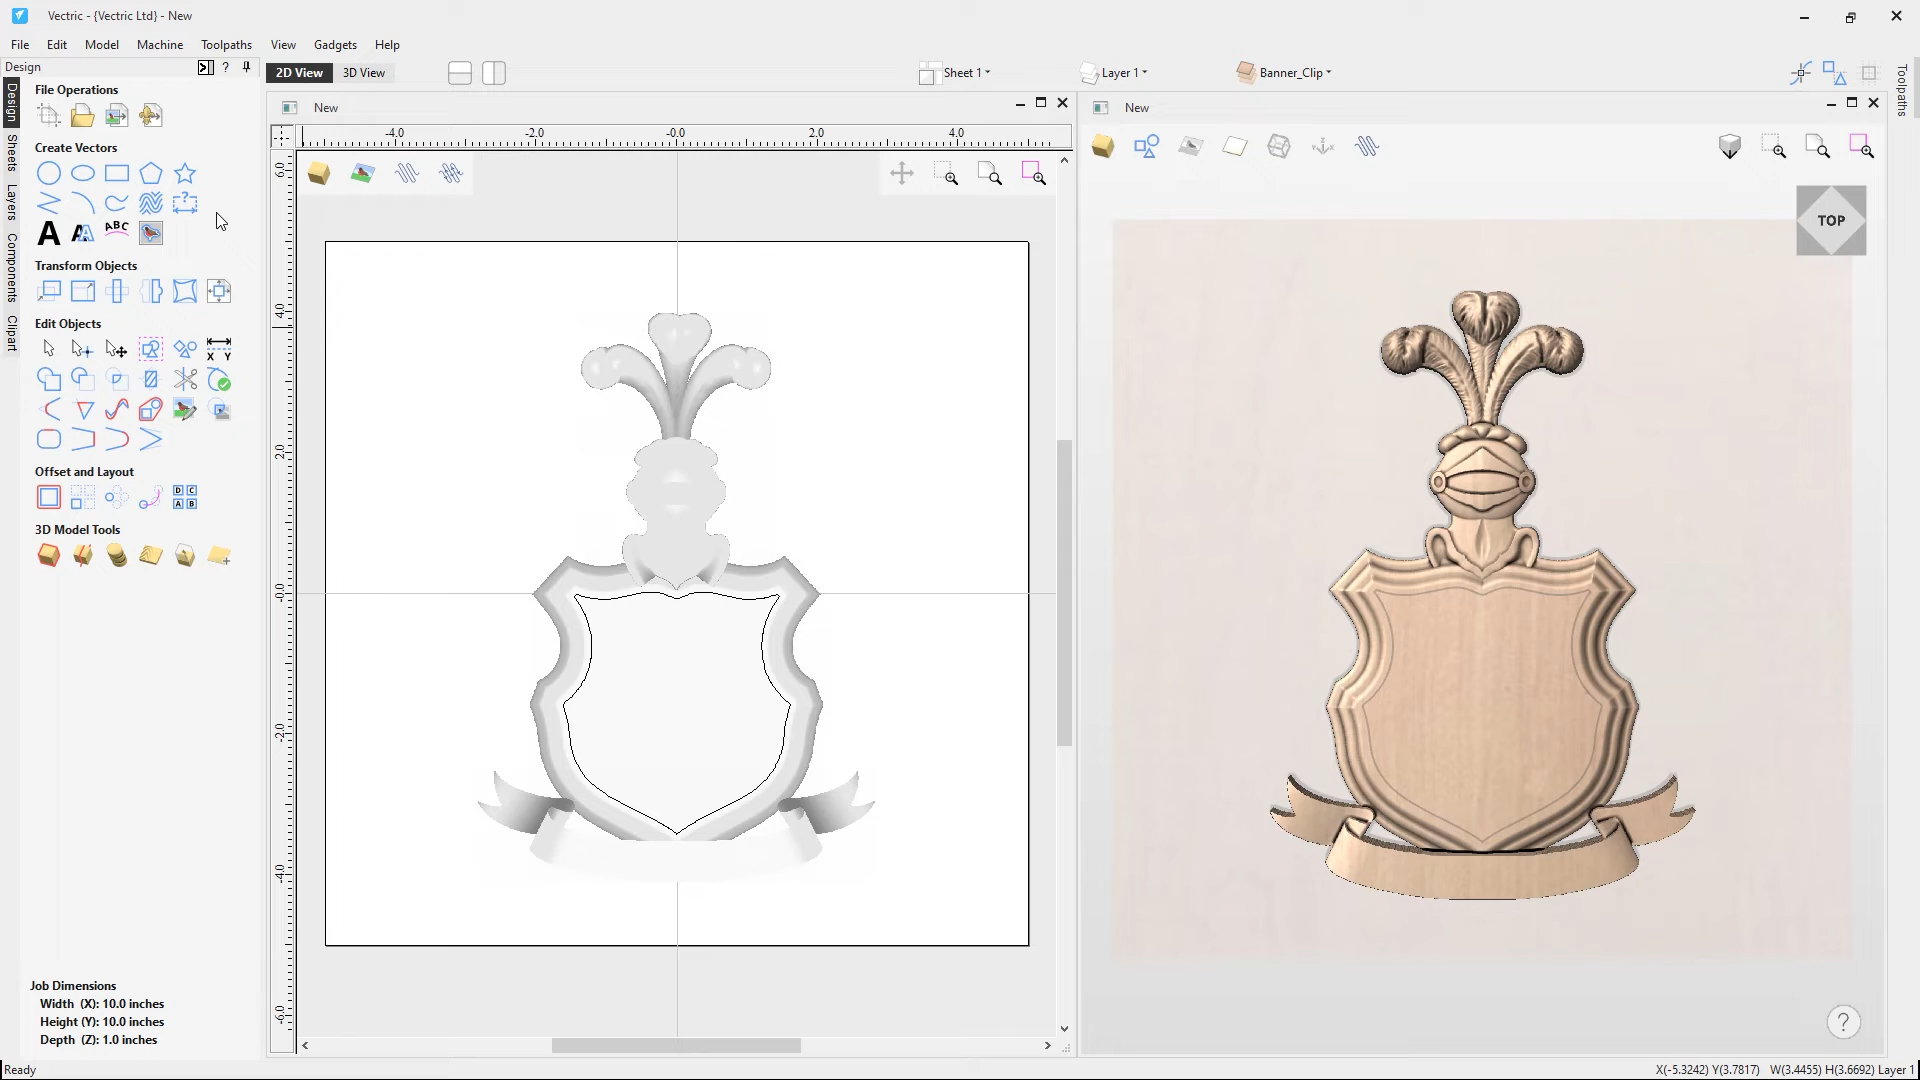 Vectric - {Vectric Ltd} - New
File Edit Model Machine Toolpaths View Gadgets Help
Design
2D View 3D View
Sheet 1
Layer 1
Banner_Clip
File Operations
Create Vectors
A
ABC
Transform Objects
Edit Objects
X Y
Offset and Layout
D C
A B
3D Model Tools
Job Dimensions
Width (X): 10.0 inches
Height (Y): 10.0 inches
Depth (Z): 1.0 inches
Design
Sheets
Layers
Components
Clipart
New
-4.0 -2.0 -0.0 2.0 4.0
6.0
4.0
2.0
-0.0
-2.0
-4.0
-6.0
New
TOP
Toolpaths
?
Ready
X(-5.3242) Y(3.7817) W(3.4455) H(3.6692) Layer 1